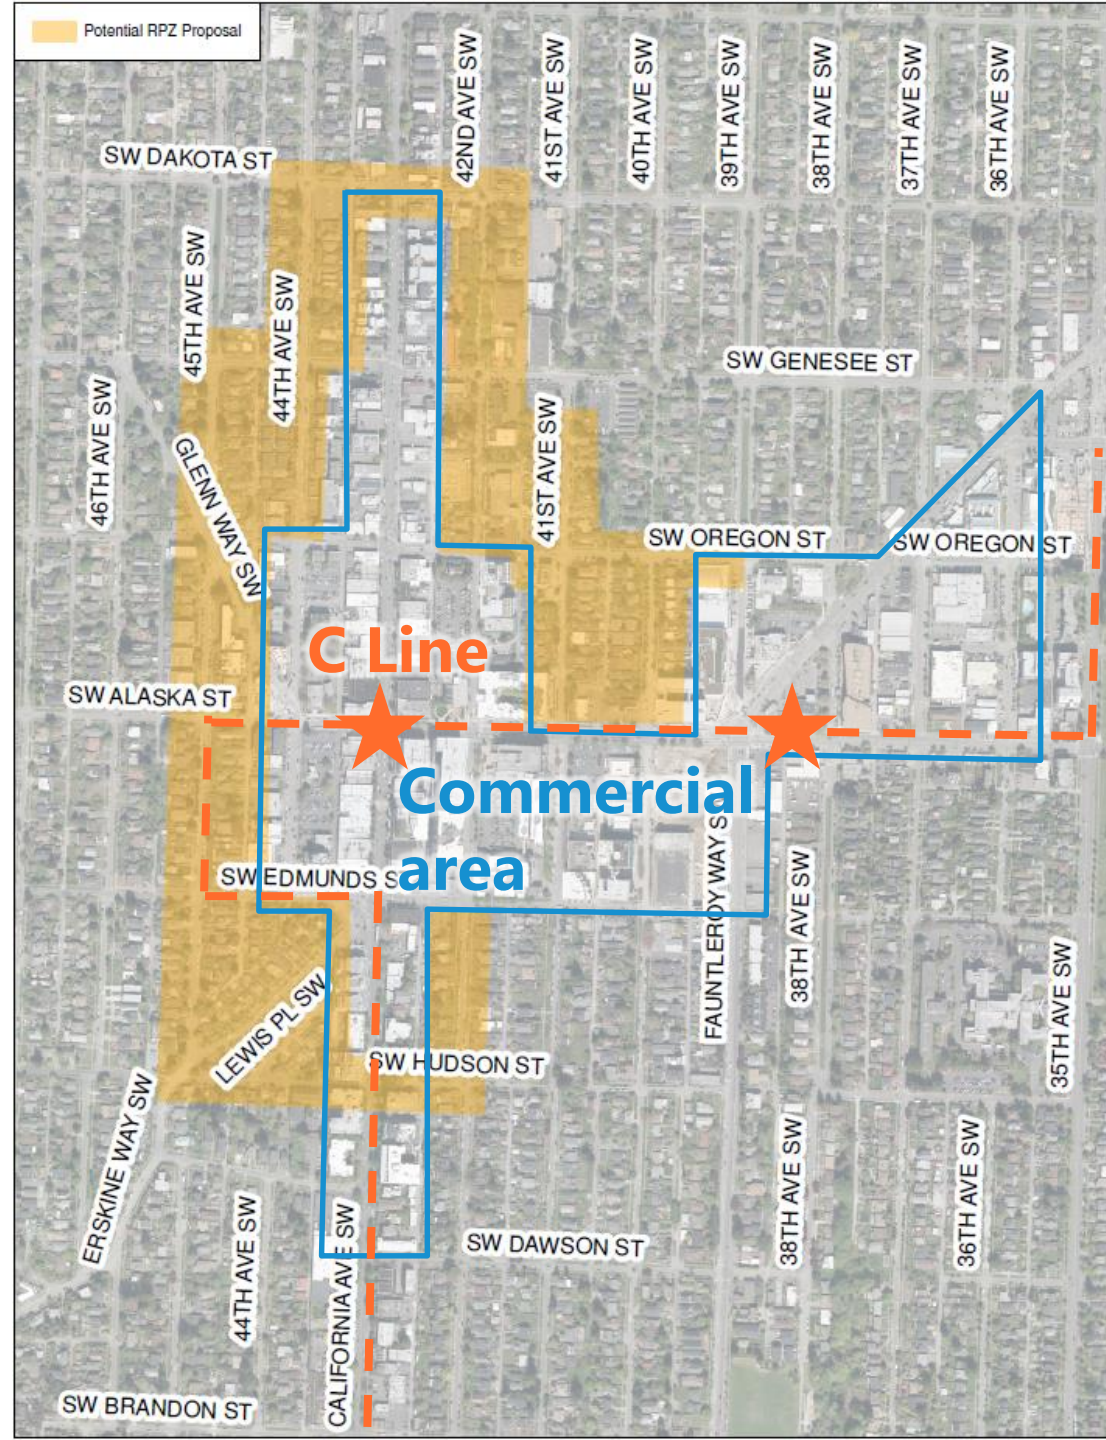 Potential RPZ Proposal
42ND AVE SW
41ST AVE SW
40TH AVE SW
39TH AVE SW
38TH AVE SW
37TH AVE SW
36TH AVE SW
SW DAKOTA ST
45TH AVE SW
44TH AVE SW
SW GENESEE ST
46TH AVE SW
41ST AVE SW
GLENN WAY SW
SW OREGON ST
SW OREGON ST
C Line
SW ALASKA ST
Commercial
area
FAUNTLEROY WAY SW
SW EDMUNDS ST
38TH AVE SW
35TH AVE SW
LEWIS PL SW
SW HUDSON ST
ERSKINE WAY SW
38TH AVE SW
36TH AVE SW
44TH AVE SW
CALIFORNIA AVE SW
SW DAWSON ST
SW BRANDON ST